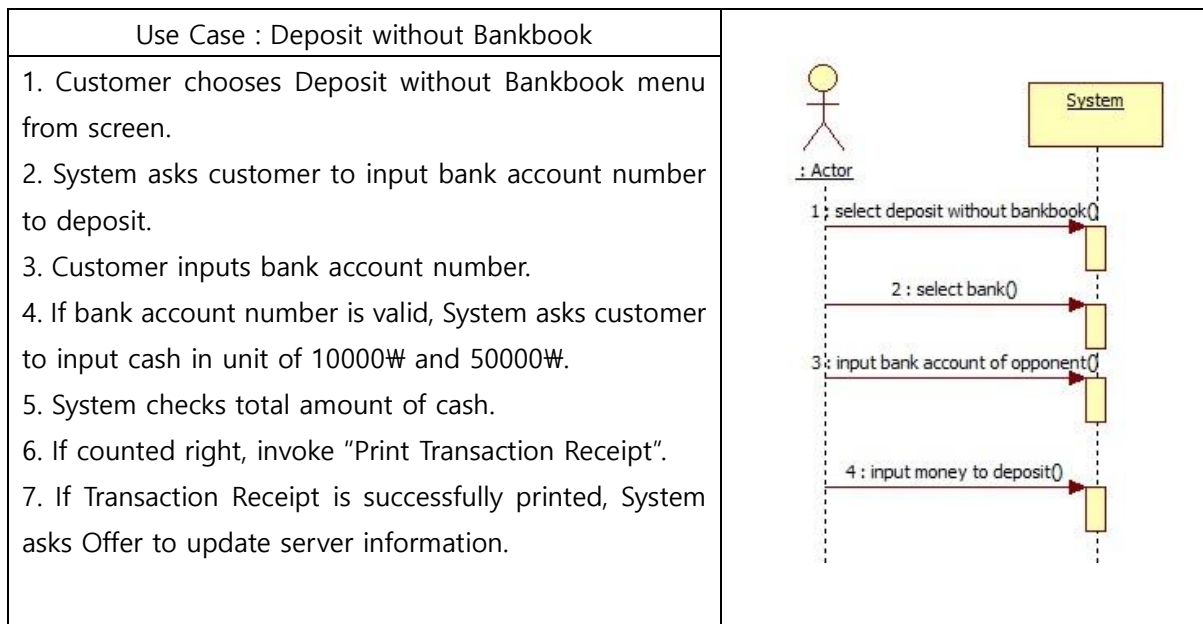 Use Case : Deposit without Bankbook
1. Customer chooses Deposit without Bankbook menu
from screen.
2. System asks customer to input bank account number
to deposit.
3. Customer inputs bank account number.
4. If bank account number is valid, System asks customer
to input cash in unit of 10000₩ and 50000₩.
5. System checks total amount of cash.
6. If counted right, invoke “Print Transaction Receipt”.
7. If Transaction Receipt is successfully printed, System
asks Offer to update server information.
System
: Actor
1 : select deposit without bankbook()
2 : select bank()
3 : input bank account of opponent()
4 : input money to deposit()